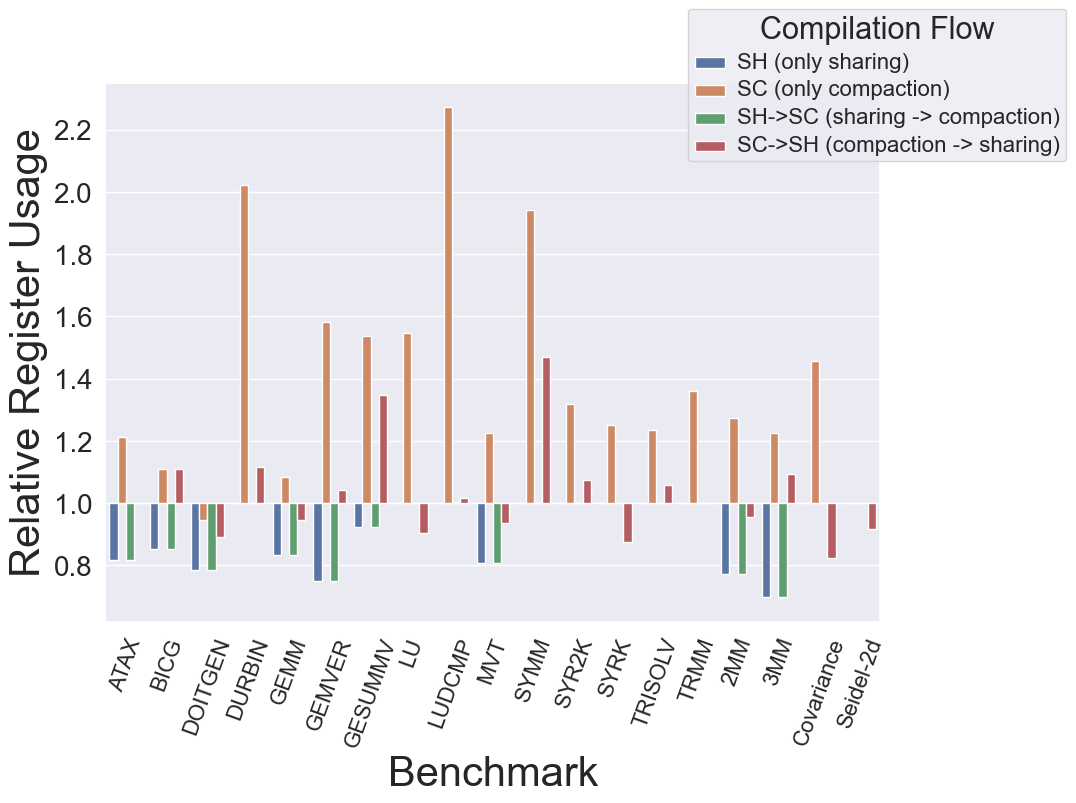 Compilation Flow
SH (only sharing)
SC (only compaction)
SH->SC (sharing -> compaction)
SC->SH (compaction -> sharing)
Relative Register Usage
2.2
2.0
1.8
1.6
1.4
1.2
1.0
0.8
ATAX
BICG
DOITGEN
DURBIN
GEMM
GEMVER
GESUMMV
LU
LUDCMP
MVT
SYMM
SYR2K
SYRK
TRISOLV
TRMM
2MM
3MM
Covariance
Seidel-2d
Benchmark